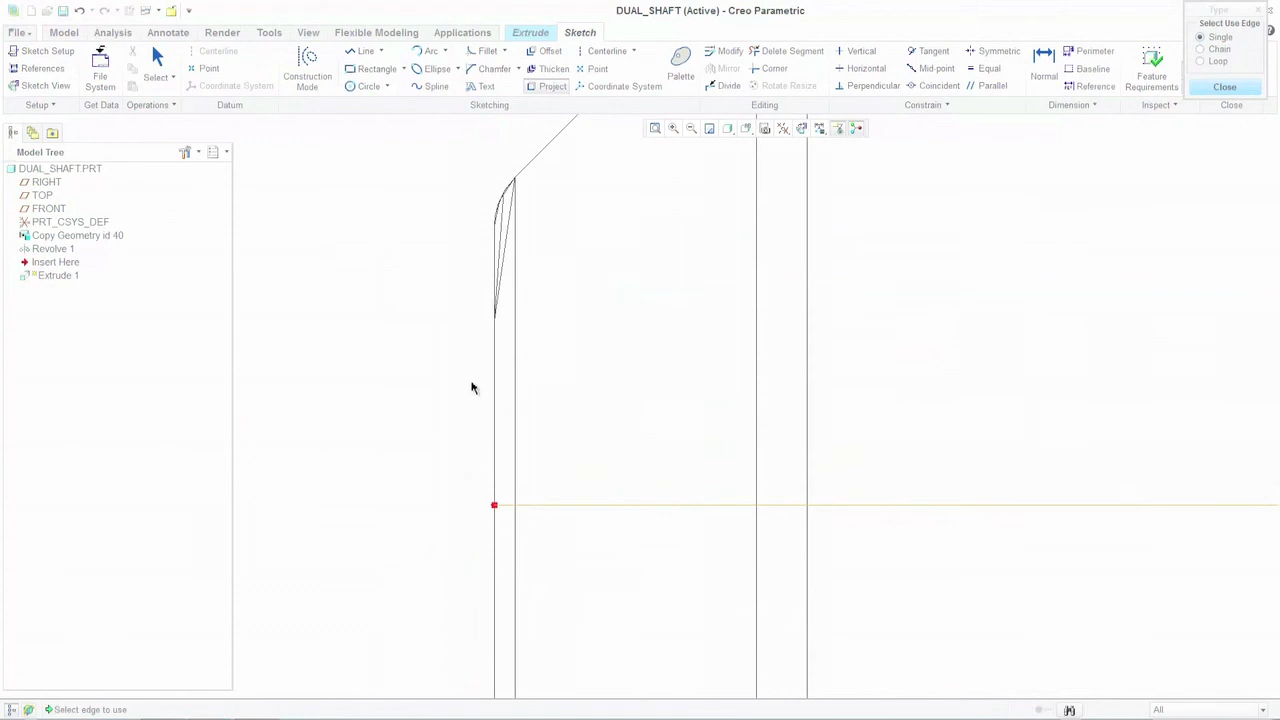 DUAL_SHAFT (Active) - Creo Parametric
Type
File Model Analysis Annotate Render Tools View Flexible Modeling Applications Extrude Sketch
Select Use Edge
Single
Chain
Loop
Close
Sketch Setup
References
Sketch View
Setup
File System
Get Data
Select
Operations
Centerline
Point
Coordinate System
Datum
Construction Mode
Line Arc Fillet Offset Centerline
Rectangle Ellipse Chamfer Thicken Point
Circle Spline Text Project Coordinate System
Palette
Sketching
Modify Delete Segment
Mirror Corner
Divide Rotate Resize
Editing
Vertical Tangent Symmetric
Horizontal Mid-point Equal
Perpendicular Coincident Parallel
Constrain
Normal
Perimeter
Baseline
Reference
Dimension
Feature Requirements
Inspect
Close
Model Tree
DUAL_SHAFT.PRT
RIGHT
TOP
FRONT
PRT_CSYS_DEF
Copy Geometry id 40
Revolve 1
Insert Here
Extrude 1
Select edge to use
All